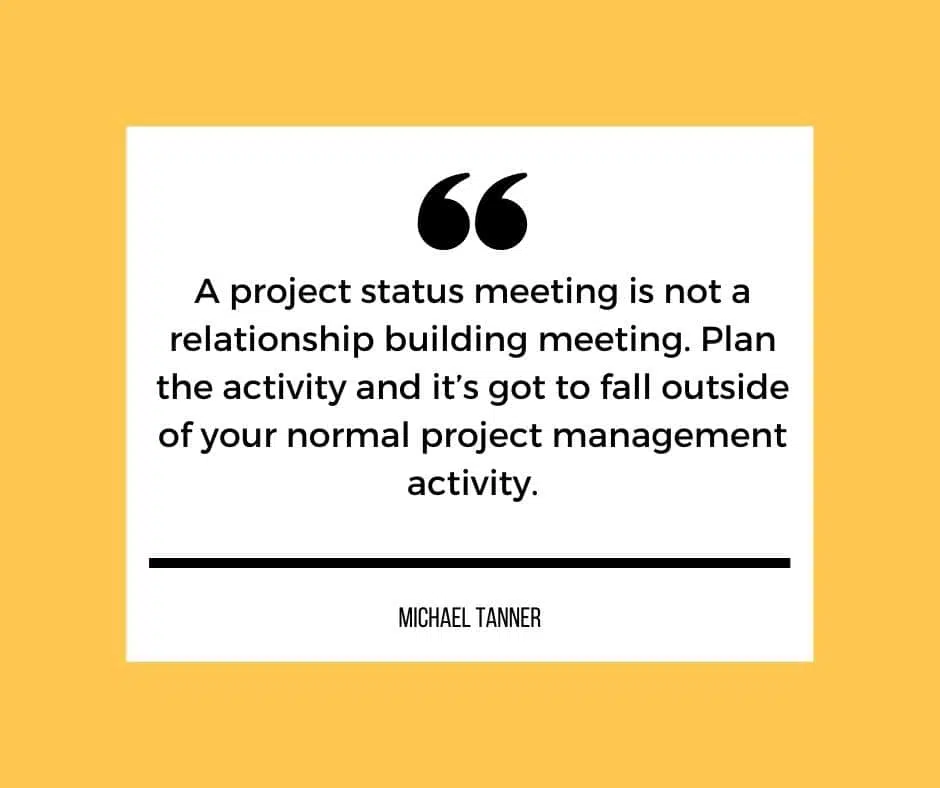 “
A project status meeting is not a
relationship building meeting. Plan
the activity and it’s got to fall outside
of your normal project management
activity.
MICHAEL TANNER